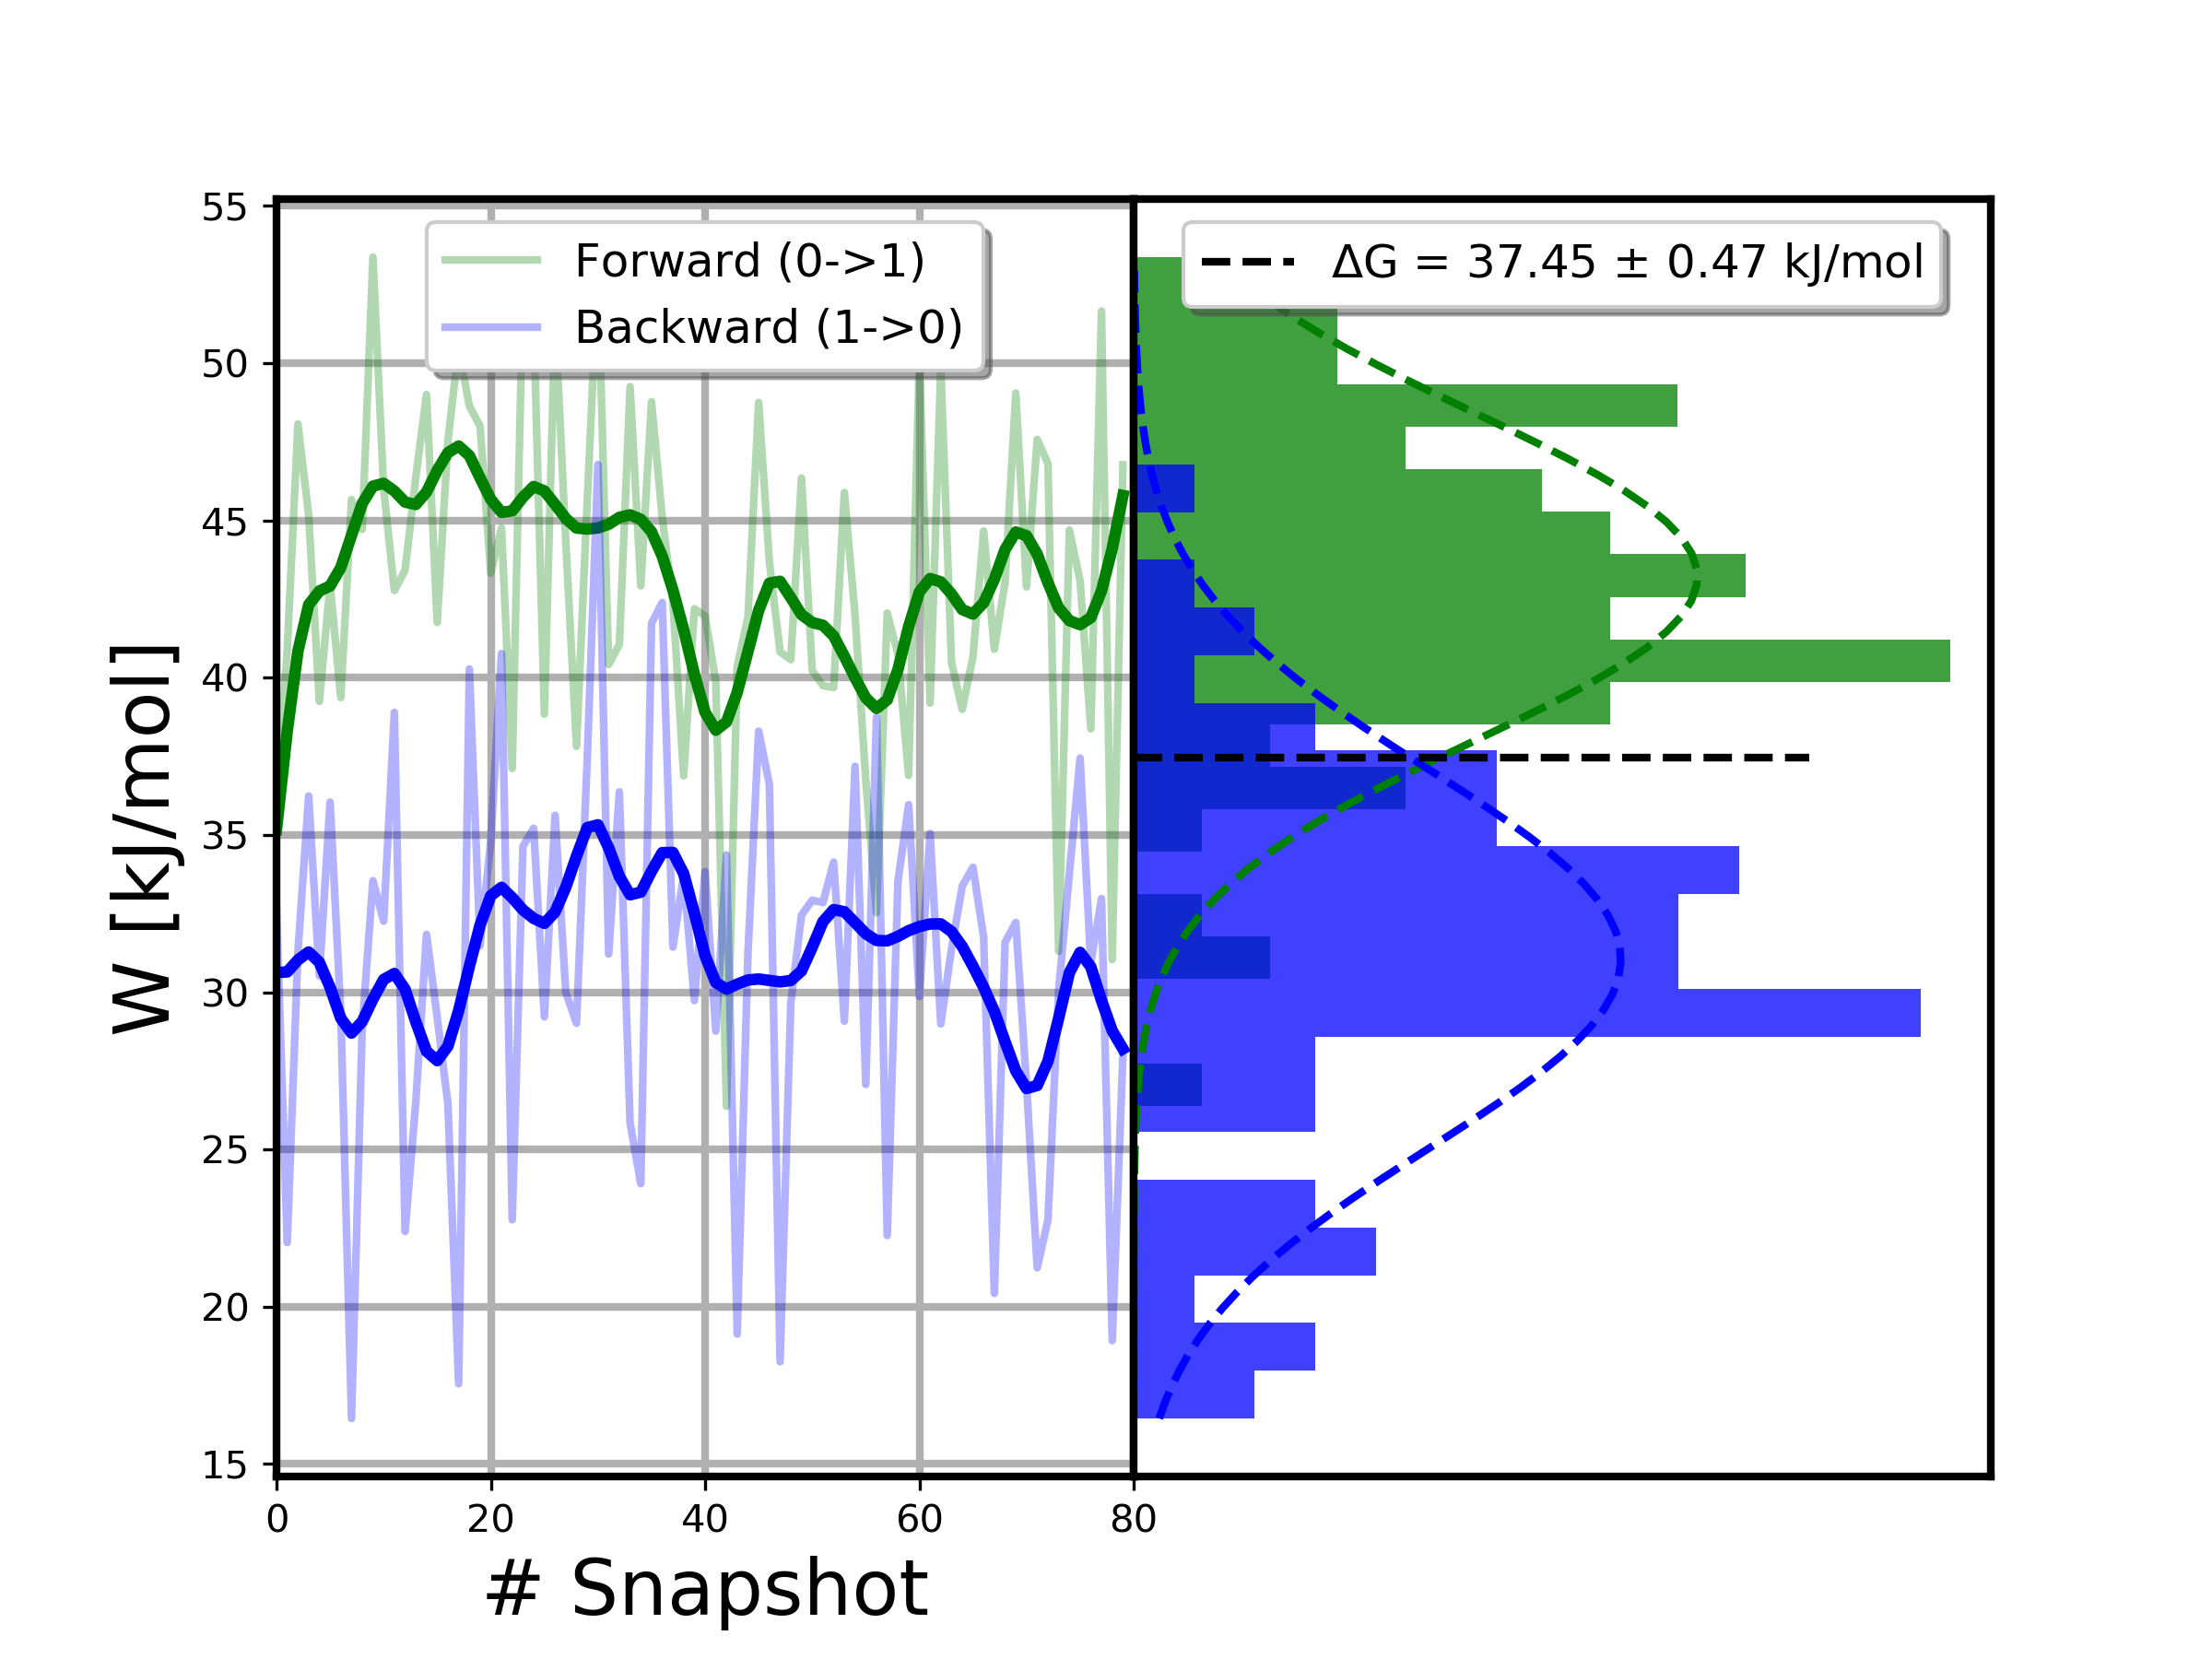 Forward (0->1)
Backward (1->0)
ΔG = 37.45 ± 0.47 kJ/mol
W [kJ/mol]
55
50
45
40
35
30
25
20
15
0 20 40 60 80
# Snapshot